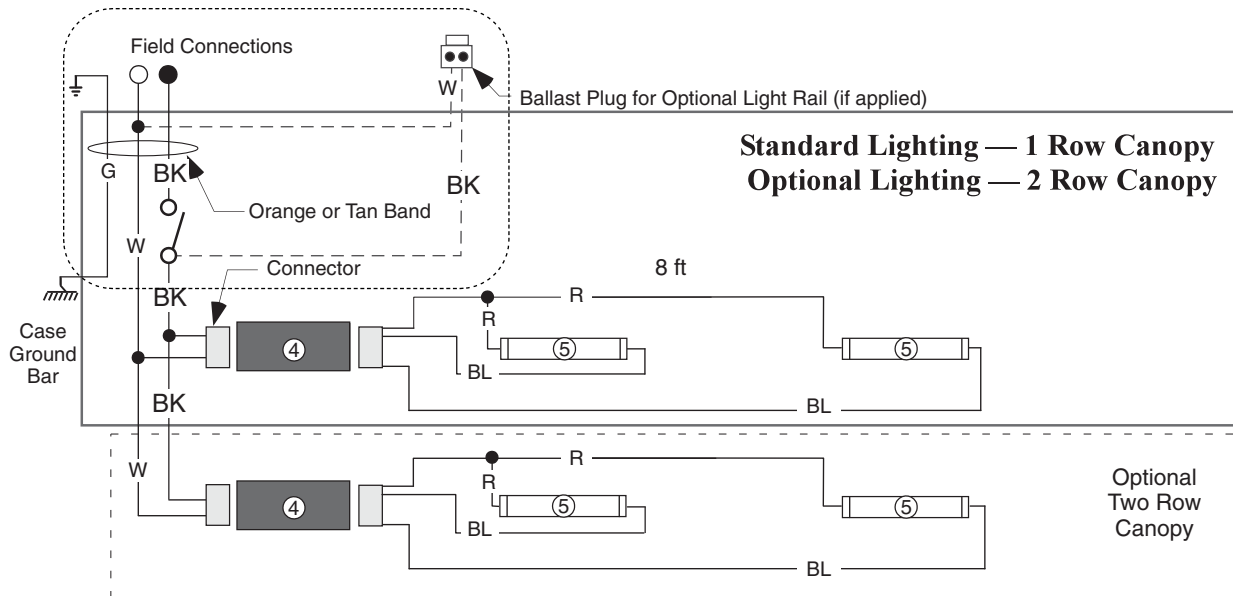 Field Connections
W
Ballast Plug for Optional Light Rail (if applied)
Standard Lighting — 1 Row Canopy
Optional Lighting — 2 Row Canopy
G
BK
BK
Orange or Tan Band
W
Connector
8 ft
BK
R
R
Case
Ground
Bar
4
5
5
BL
BK
BL
W
R
R
Optional
Two Row
Canopy
4
5
5
BL
BL